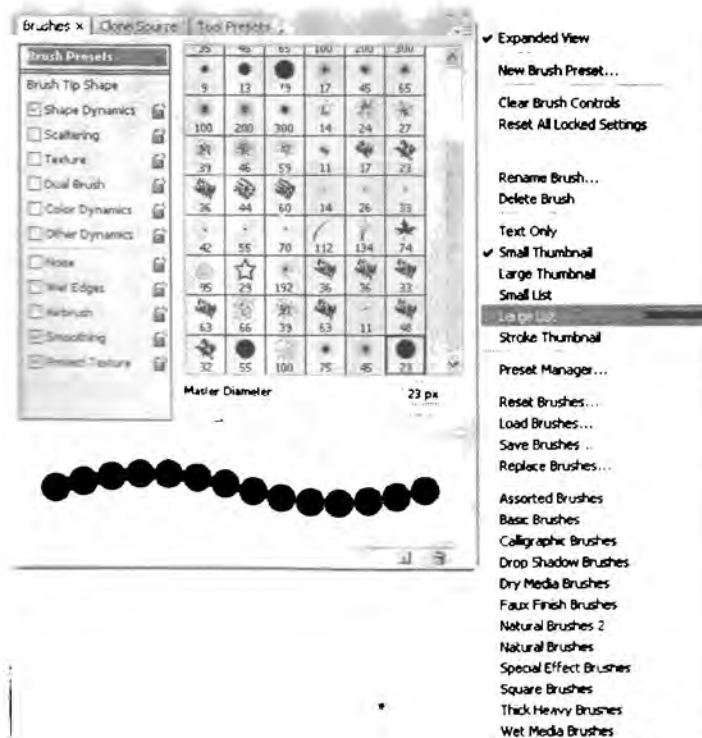 Brushes × Clone Source Tool Presets
Brush Presets
Brush Tip Shape
Shape Dynamics
Scattering
Texture
Dual Brush
Color Dynamics
Other Dynamics
Noise
Wet Edges
Airbrush
Smoothing
Protect Texture
35 45 65 100 200 300
9 13 19 17 45 65
100 200 300 14 24 27
39 46 59 11 17 23
36 44 60 14 26 33
42 55 70 112 134 74
95 29 192 36 36 33
63 66 39 63 11 48
32 55 100 75 45 23
Master Diameter 23 px
Expanded View
New Brush Preset...
Clear Brush Controls
Reset All Locked Settings
Rename Brush...
Delete Brush
Text Only
Small Thumbnail
Large Thumbnail
Small List
Large List
Stroke Thumbnail
Preset Manager...
Reset Brushes...
Load Brushes...
Save Brushes...
Replace Brushes...
Assorted Brushes
Basic Brushes
Calligraphic Brushes
Drop Shadow Brushes
Dry Media Brushes
Faux Finish Brushes
Natural Brushes 2
Natural Brushes
Special Effect Brushes
Square Brushes
Thick Heavy Brushes
Wet Media Brushes